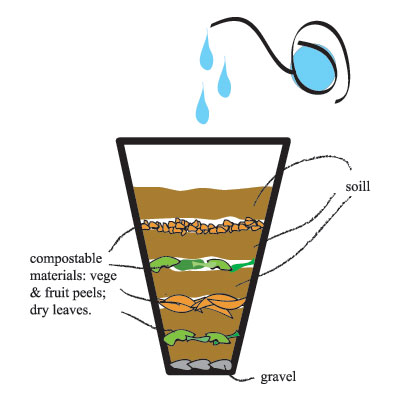 soill
compostable
materials: vege
& fruit peels;
dry leaves.
gravel